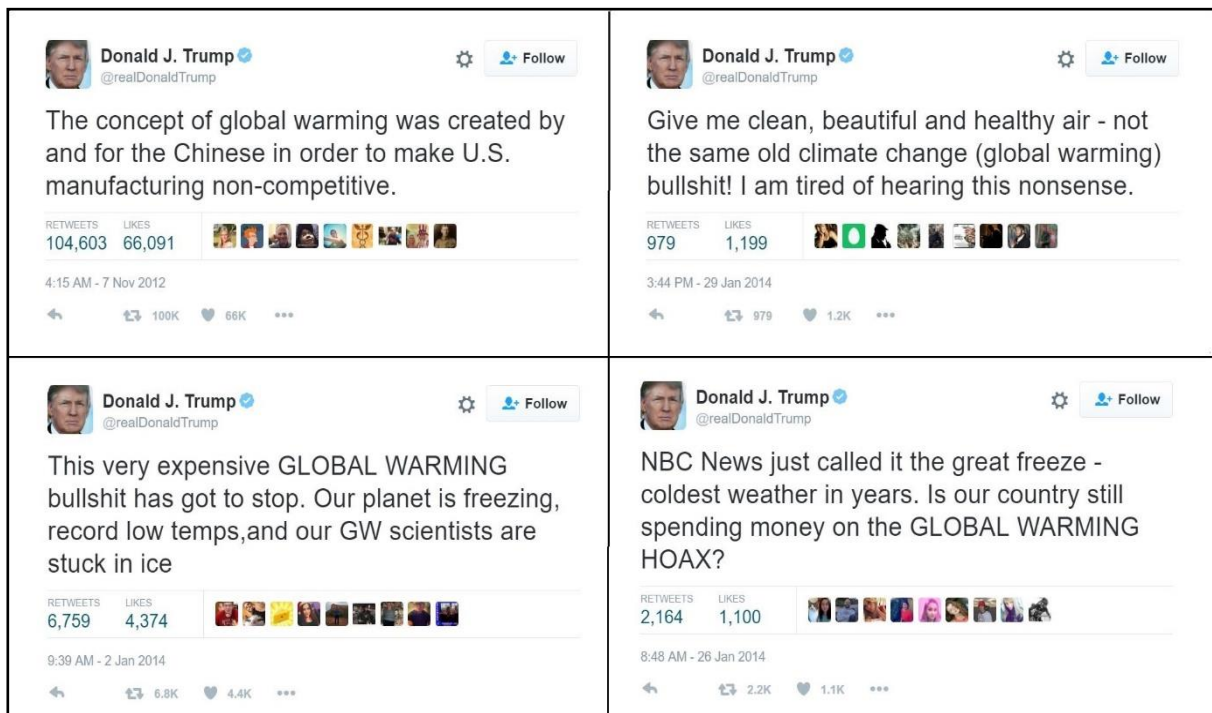 Donald J. Trump
@realDonaldTrump
Follow
The concept of global warming was created by
and for the Chinese in order to make U.S.
manufacturing non-competitive.
RETWEETS LIKES
104,603 66,091
4:15 AM - 7 Nov 2012
100K 66K
Donald J. Trump
@realDonaldTrump
Follow
Give me clean, beautiful and healthy air - not
the same old climate change (global warming)
bullshit! I am tired of hearing this nonsense.
RETWEETS LIKES
979 1,199
3:44 PM - 29 Jan 2014
979 1.2K
Donald J. Trump
@realDonaldTrump
Follow
This very expensive GLOBAL WARMING
bullshit has got to stop. Our planet is freezing,
record low temps,and our GW scientists are
stuck in ice
RETWEETS LIKES
6,759 4,374
9:39 AM - 2 Jan 2014
6.8K 4.4K
Donald J. Trump
@realDonaldTrump
Follow
NBC News just called it the great freeze -
coldest weather in years. Is our country still
spending money on the GLOBAL WARMING
HOAX?
RETWEETS LIKES
2,164 1,100
8:48 AM - 26 Jan 2014
2.2K 1.1K